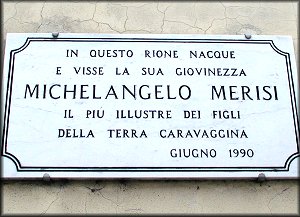 IN QUESTO RIONE NACQUE
E VISSE LA SUA GIOVINEZZA
MICHELANGELO MERISI
IL PIÙ ILLUSTRE DEI FIGLI
DELLA TERRA CARAVAGGINA
GIUGNO 1990